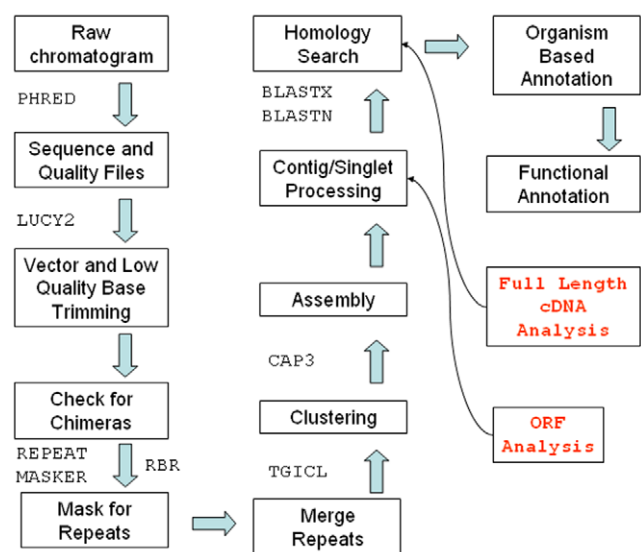 Raw
chromatogram
PHRED
Sequence and
Quality Files
LUCY2
Vector and Low
Quality Base
Trimming
Check for
Chimeras
REPEAT
MASKER
RBR
Mask for
Repeats
Merge
Repeats
TGICL
Clustering
CAP3
Assembly
Contig/Singlet
Processing
BLASTX
BLASTN
Homology
Search
Organism
Based
Annotation
Functional
Annotation
Full Length
cDNA
Analysis
ORF
Analysis